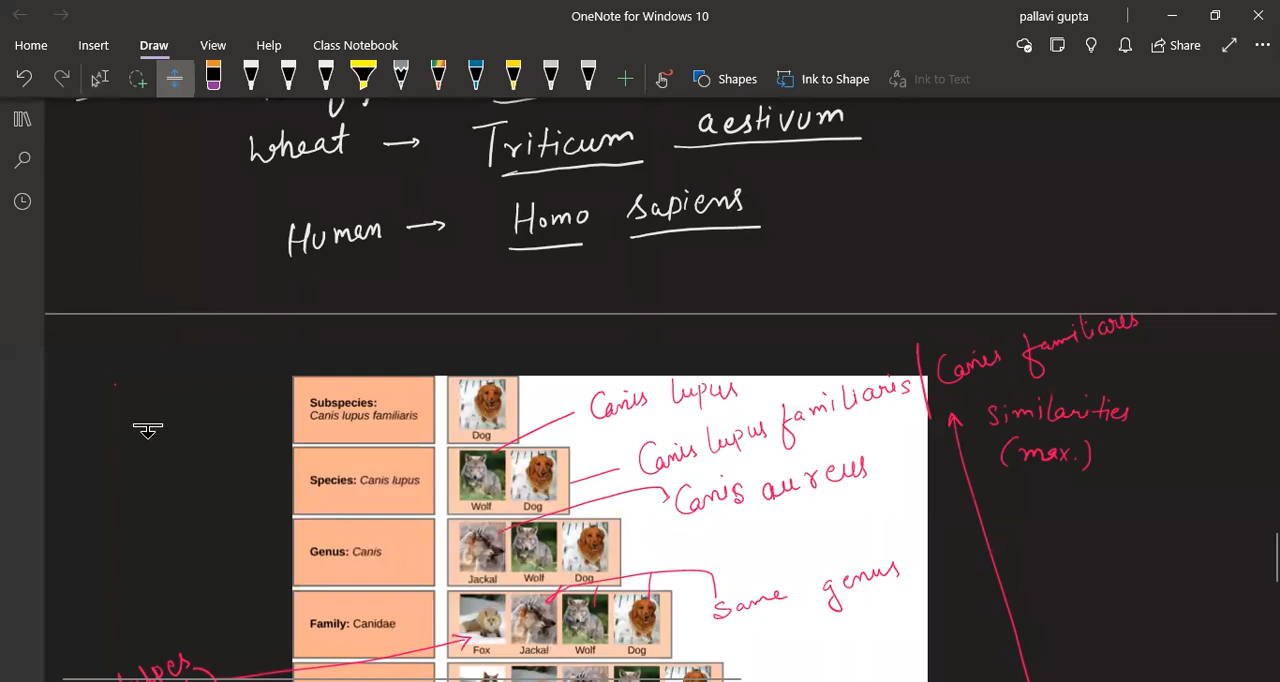 OneNote for Windows 10
pallavi gupta
Home Insert Draw View Help Class Notebook
Share
Shapes Ink to Shape Ink to Text
Wheat → Triticum aestivum
Human → Homo sapiens
Canis familiares
Similarities
(max.)
Subspecies:
Canis lupus familiaris
Dog
Canis lupus
Canis lupus familiaris
Species: Canis lupus
Wolf Dog
Canis aureus
Genus: Canis
Jackal Wolf Dog
Same genus
Family: Canidae
Fox Jackal Wolf Dog